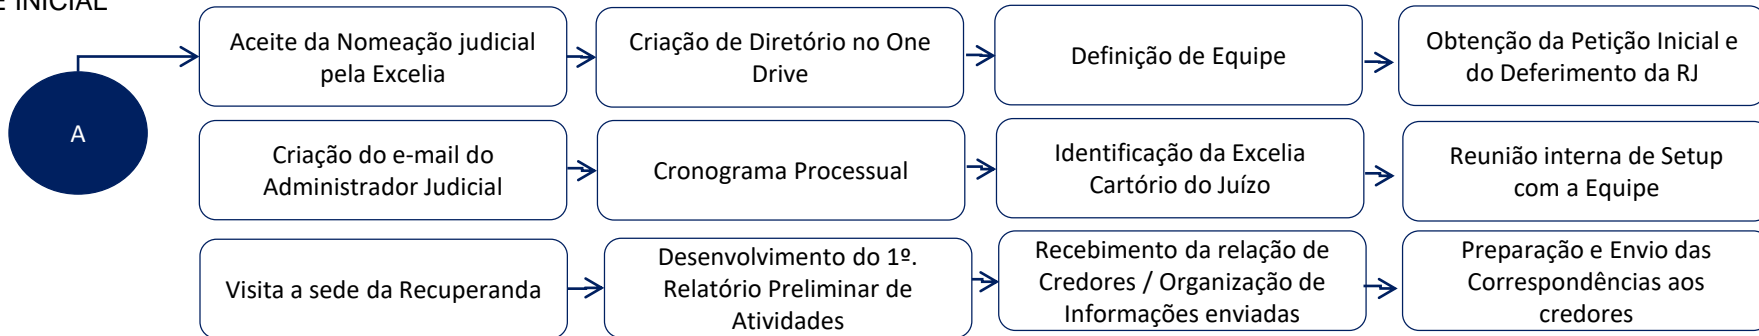 E INICIAL
A
Aceite da Nomeação judicial
pela Excelia
Criação de Diretório no One
Drive
Definição de Equipe
Obtenção da Petição Inicial e
do Deferimento da RJ
Criação do e-mail do
Administrador Judicial
Cronograma Processual
Identificação da Excelia
Cartório do Juízo
Reunião interna de Setup
com a Equipe
Visita a sede da Recuperanda
Desenvolvimento do 1º.
Relatório Preliminar de
Atividades
Recebimento da relação de
Credores / Organização de
Informações enviadas
Preparação e Envio das
Correspondências aos
credores